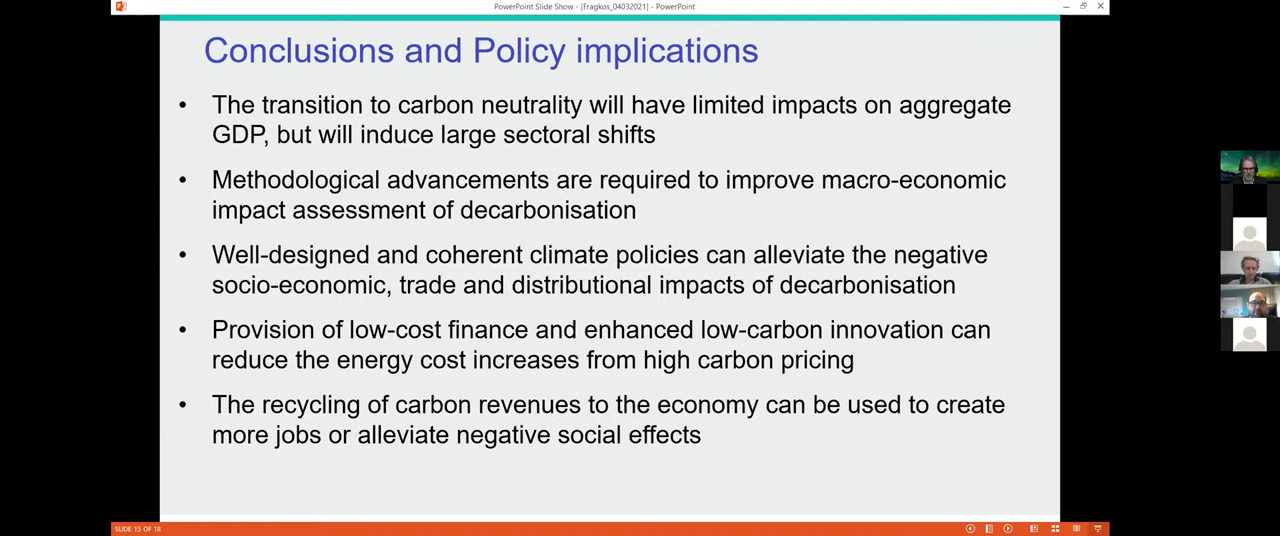 PowerPoint Slide Show - [Fragkos_04032021] - PowerPoint
Conclusions and Policy implications
• The transition to carbon neutrality will have limited impacts on aggregate
GDP, but will induce large sectoral shifts
• Methodological advancements are required to improve macro-economic
impact assessment of decarbonisation
• Well-designed and coherent climate policies can alleviate the negative
socio-economic, trade and distributional impacts of decarbonisation
• Provision of low-cost finance and enhanced low-carbon innovation can
reduce the energy cost increases from high carbon pricing
• The recycling of carbon revenues to the economy can be used to create
more jobs or alleviate negative social effects
SLIDE 15 OF 18